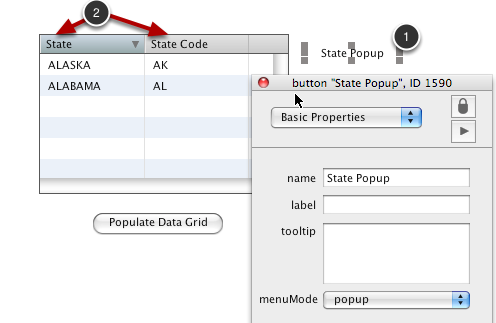 2
1
State State Code
State Popup
ALASKA AK
ALABAMA AL
button "State Popup", ID 1590
Basic Properties
name State Popup
label
tooltip
Populate Data Grid
menuMode popup